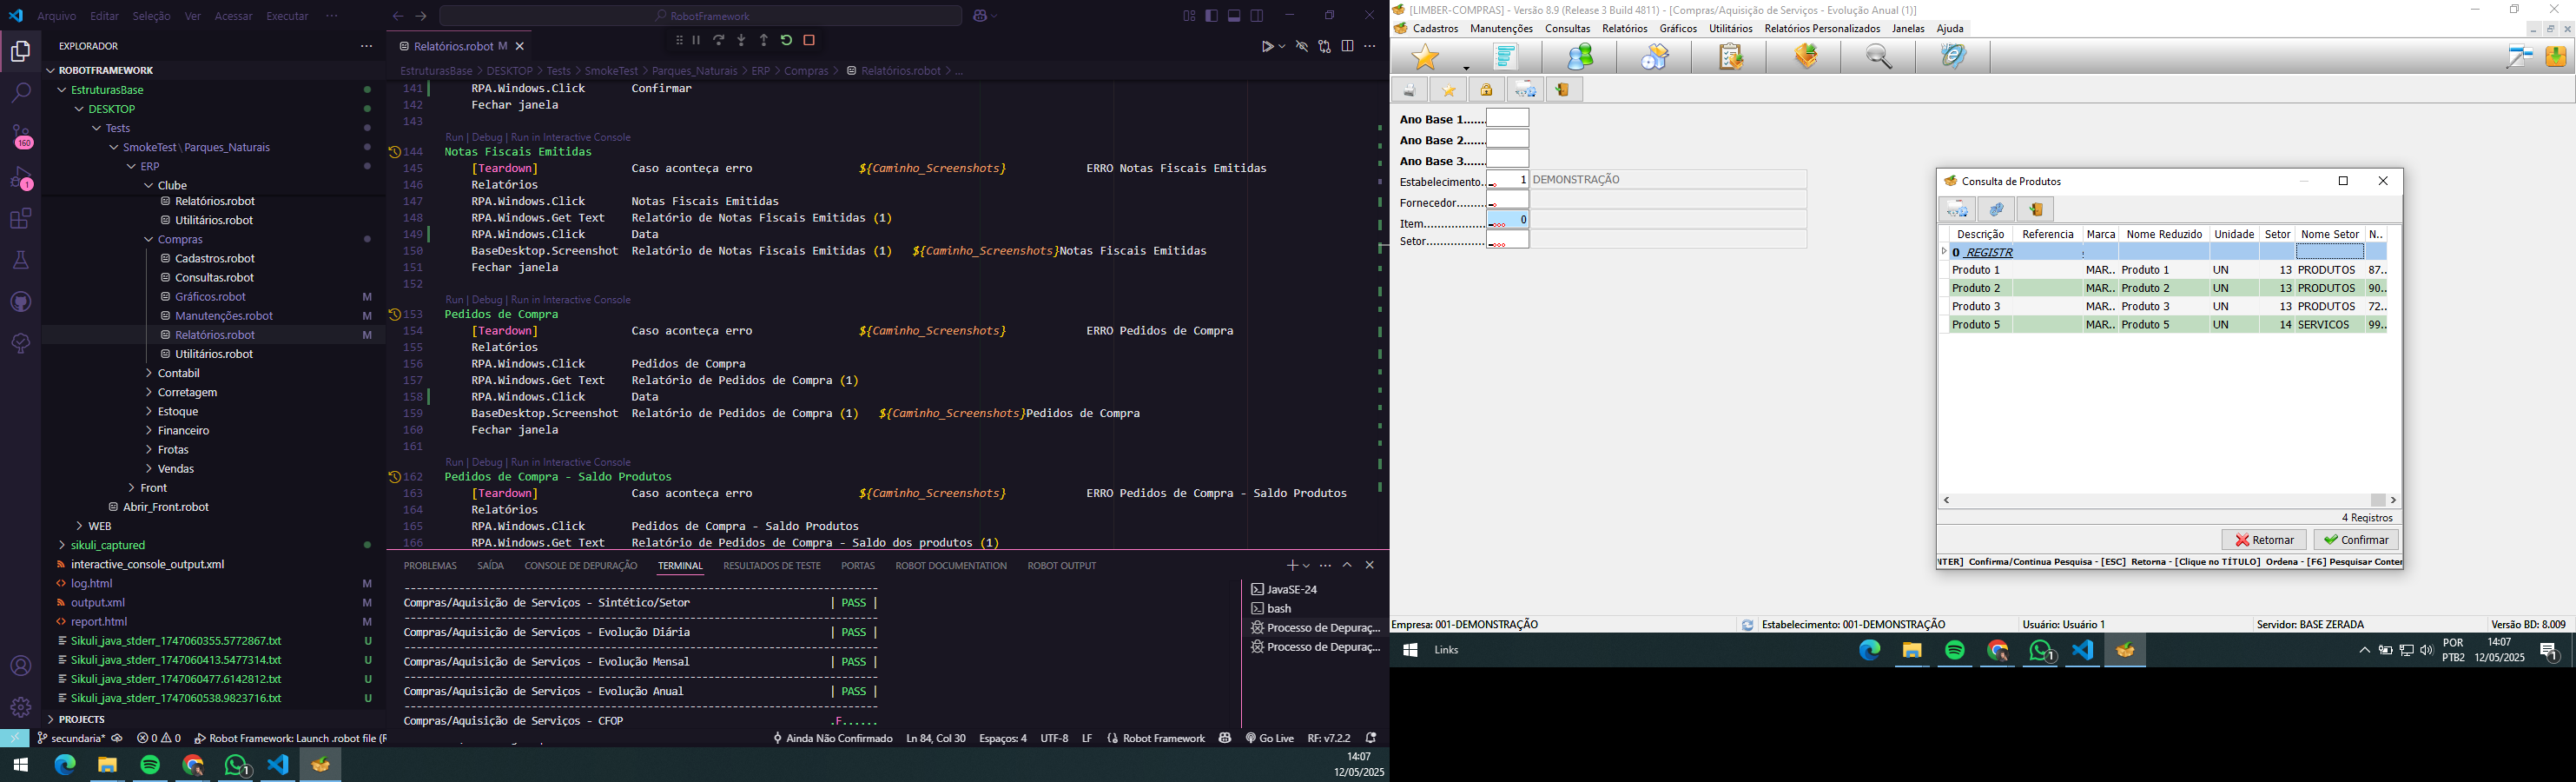 Arquivo Editar Seleção Ver Acessar Executar ···
RobotFramework
EXPLORADOR
ROBOTFRAMEWORK
EstruturasBase
DESKTOP
Tests
SmokeTest\Parques_Naturais
ERP
Clube
Relatórios.robot
Utilitários.robot
Compras
Cadastros.robot
Consultas.robot
Gráficos.robot M
Manutenções.robot M
Relatórios.robot M
Utilitários.robot
Contabil
Corretagem
Estoque
Financeiro
Frotas
Vendas
Front
Abrir_Front.robot
WEB
sikuli_captured
interactive_console_output.xml
log.html M
output.xml M
report.html M
Sikuli_java_stderr_1747060355.5772867.txt U
Sikuli_java_stderr_1747060413.5477314.txt U
Sikuli_java_stderr_1747060477.6142812.txt U
Sikuli_java_stderr_1747060538.9823716.txt U
PROJECTS
160
1
Relatórios.robot M
EstruturasBase > DESKTOP > Tests > SmokeTest > Parques_Naturais > ERP > Compras > Relatórios.robot > ...
141 RPA.Windows.Click Confirmar
142 Fechar janela
143
Run | Debug | Run in Interactive Console
144 Notas Fiscais Emitidas
145 [Teardown] Caso aconteça erro ${Caminho_Screenshots} ERRO Notas Fiscais Emitidas
146 Relatórios
147 RPA.Windows.Click Notas Fiscais Emitidas
148 RPA.Windows.Get Text Relatório de Notas Fiscais Emitidas (1)
149 RPA.Windows.Click Data
150 BaseDesktop.Screenshot Relatório de Notas Fiscais Emitidas (1) ${Caminho_Screenshots}Notas Fiscais Emitidas
151 Fechar janela
152
Run | Debug | Run in Interactive Console
153 Pedidos de Compra
154 [Teardown] Caso aconteça erro ${Caminho_Screenshots} ERRO Pedidos de Compra
155 Relatórios
156 RPA.Windows.Click Pedidos de Compra
157 RPA.Windows.Get Text Relatório de Pedidos de Compra (1)
158 RPA.Windows.Click Data
159 BaseDesktop.Screenshot Relatório de Pedidos de Compra (1) ${Caminho_Screenshots}Pedidos de Compra
160 Fechar janela
161
Run | Debug | Run in Interactive Console
162 Pedidos de Compra - Saldo Produtos
163 [Teardown] Caso aconteça erro ${Caminho_Screenshots} ERRO Pedidos de Compra - Saldo Produtos
164 Relatórios
165 RPA.Windows.Click Pedidos de Compra - Saldo Produtos
166 RPA.Windows.Get Text Relatório de Pedidos de Compra - Saldo dos produtos (1)
PROBLEMAS SAÍDA CONSOLE DE DEPURAÇÃO TERMINAL RESULTADOS DE TESTE PORTAS ROBOT DOCUMENTATION ROBOT OUTPUT
Compras/Aquisição de Serviços - Sintético/Setor | PASS |
Compras/Aquisição de Serviços - Evolução Diária | PASS |
Compras/Aquisição de Serviços - Evolução Mensal | PASS |
Compras/Aquisição de Serviços - Evolução Anual | PASS |
Compras/Aquisição de Serviços - CFOP .F......
JavaSE-24
bash
Processo de Depuraç...
Processo de Depuraç...
secundaria* 0 0 Robot Framework: Launch .robot file (R
Ainda Não Confirmado Ln 84, Col 30 Espaços: 4 UTF-8 LF Robot Framework Go Live RF: v7.2.2
1
14:07
12/05/2025
[LIMBER-COMPRAS] - Versão 8.9 (Release 3 Build 4811) - [Compras/Aquisição de Serviços - Evolução Anual (1)]
Cadastros Manutenções Consultas Relatórios Gráficos Utilitários Relatórios Personalizados Janelas Ajuda
Ano Base 1.......
Ano Base 2.......
Ano Base 3.......
Estabelecimento.. 1 DEMONSTRAÇÃO
Fornecedor.........
Item.................. 0
Setor.................
Consulta de Produtos
Descrição Referencia Marca Nome Reduzido Unidade Setor Nome Setor N..
0 REGISTR
Produto 1 MAR.. Produto 1 UN 13 PRODUTOS 87..
Produto 2 MAR.. Produto 2 UN 13 PRODUTOS 90..
Produto 3 MAR.. Produto 3 UN 13 PRODUTOS 72..
Produto 5 MAR.. Produto 5 UN 14 SERVICOS 99..
4 Registros
Retornar Confirmar
NTER] Confirma/Continua Pesquisa - [ESC] Retorna - [Clique no TÍTULO] Ordena - [F6] Pesquisar Conter
Empresa: 001-DEMONSTRAÇÃO Estabelecimento: 001-DEMONSTRAÇÃO Usuário: Usuário 1 Servidor: BASE ZERADA Versão BD: 8.009
Links
1
POR
PTB2
14:07
12/05/2025
1